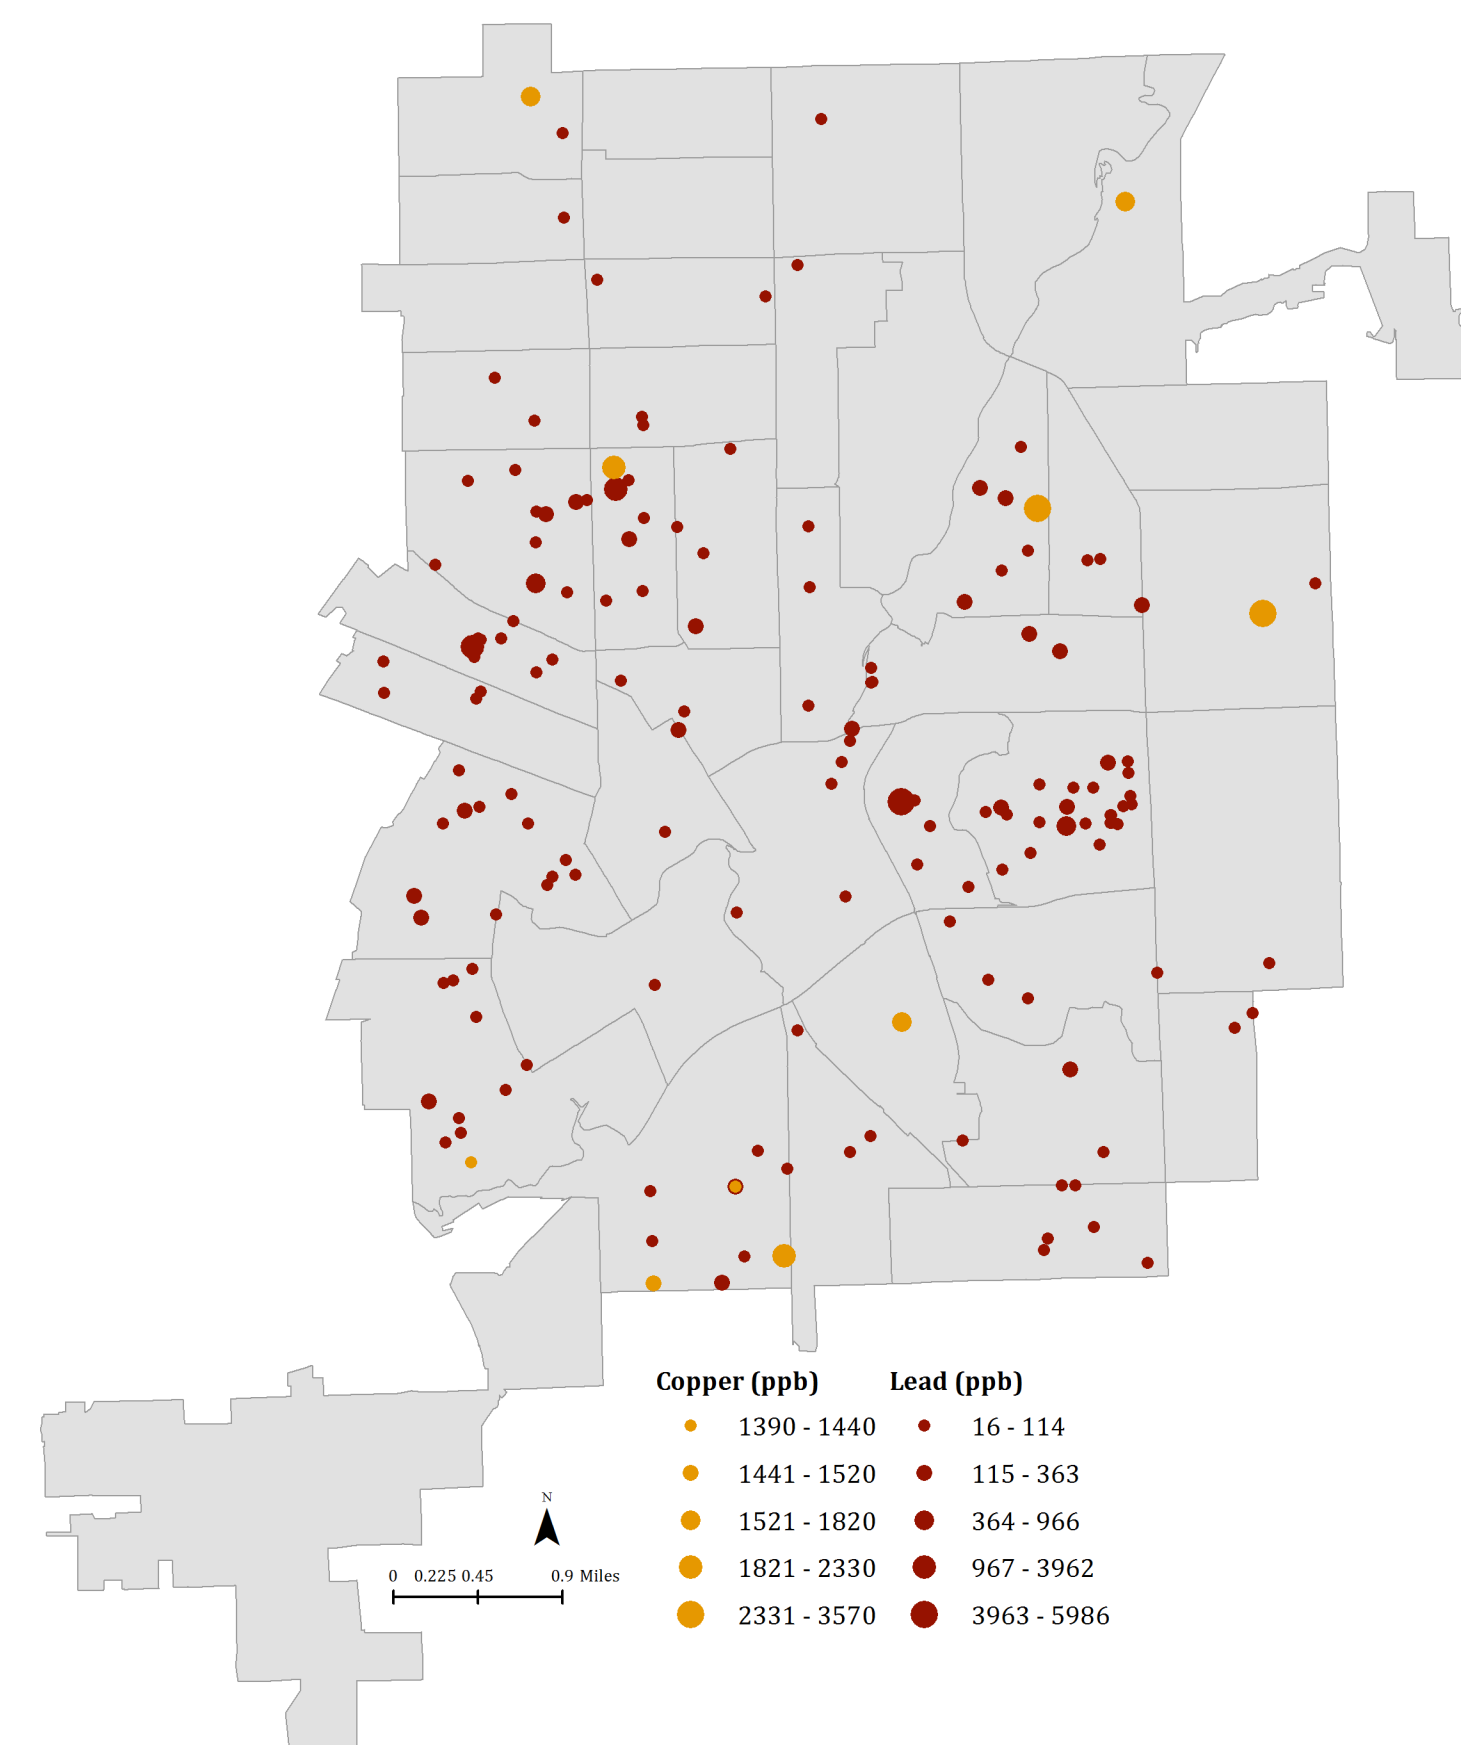 Copper (ppb) Lead (ppb)
1390 - 1440 16 - 114
1441 - 1520 115 - 363
N
1521 - 1820 364 - 966
0 0.225 0.45 0.9 Miles 1821 - 2330 967 - 3962
2331 - 3570 3963 - 5986